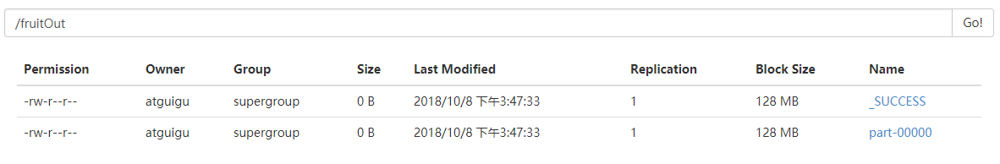 /fruitOut Go!
Permission Owner Group Size Last Modified Replication Block Size Name
-rw-r--r-- atguigu supergroup 0 B 2018/10/8 下午3:47:33 1 128 MB _SUCCESS
-rw-r--r-- atguigu supergroup 0 B 2018/10/8 下午3:47:33 1 128 MB part-00000